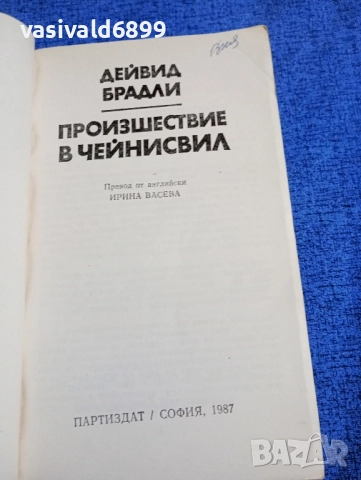 vasivald6899
ДЕЙВИД
БРАДЛИ
ПРОИЗШЕСТВИЕ
В ЧЕЙНИСВИЛ
Превод от английски
ИРИНА ВАСЕВА
ПАРТИЗДАТ / СОФИЯ, 1987
BAZAR